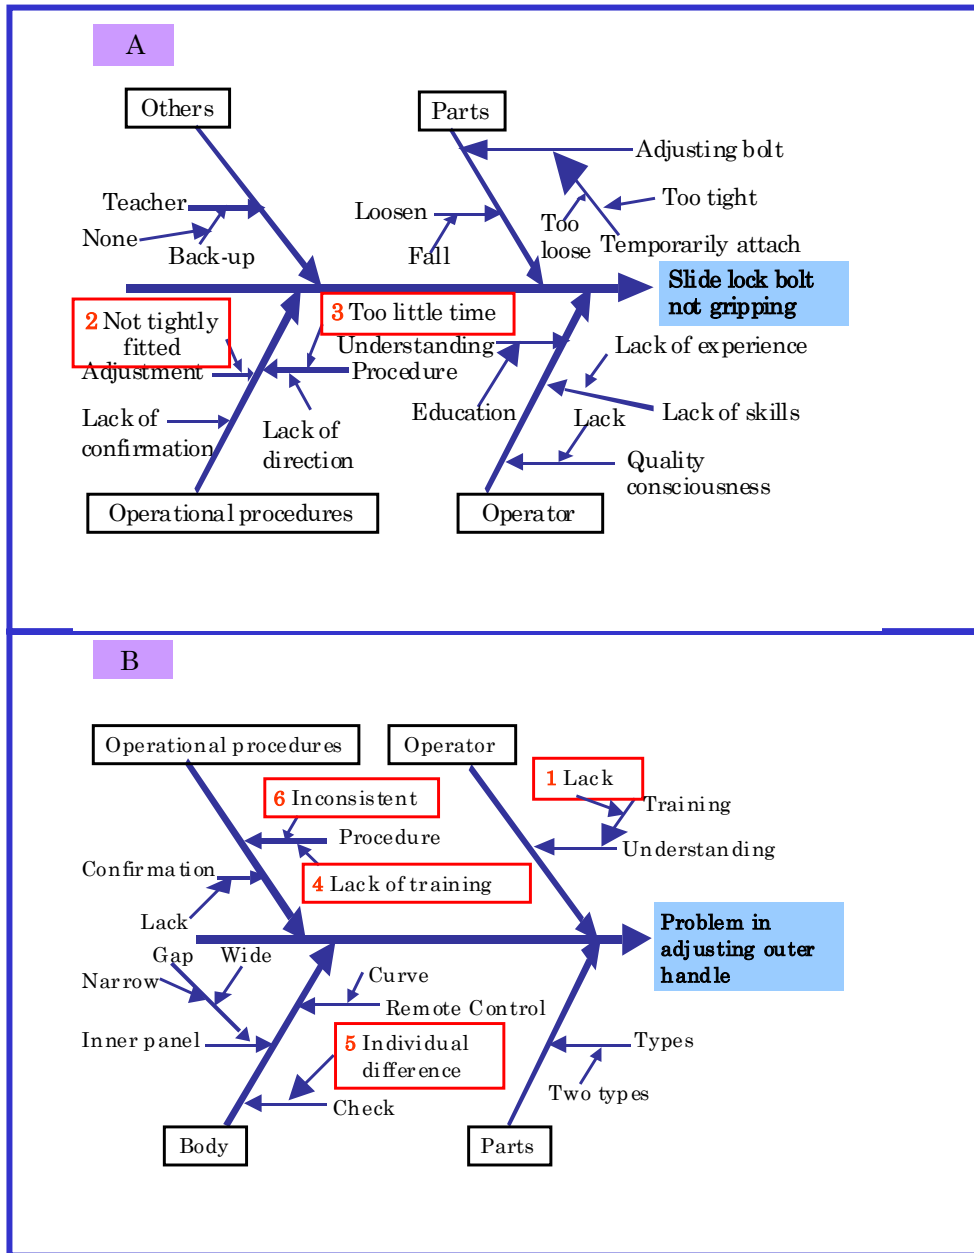 A
Others
Parts
Adjusting bolt
Teacher
Loosen
Too tight
None
Back-up
Fall
Too
loose
Temporarily attach
Slide lock bolt
not gripping
2 Not tightly
fitted
3 Too little time
Understanding
Lack of experience
Adjustment
Procedure
Education
Lack of skills
Lack of
confirmation
Lack of
direction
Lack
Quality
consciousness
Operational procedures
Operator
B
Operational procedures
Operator
1 Lack
Training
6 Inconsistent
Procedure
Understanding
Confirmation
4 Lack of training
Lack
Problem in
adjusting outer
handle
Gap
Wide
Narrow
Curve
Remote Control
Inner panel
5 Individual
difference
Types
Two types
Check
Body
Parts